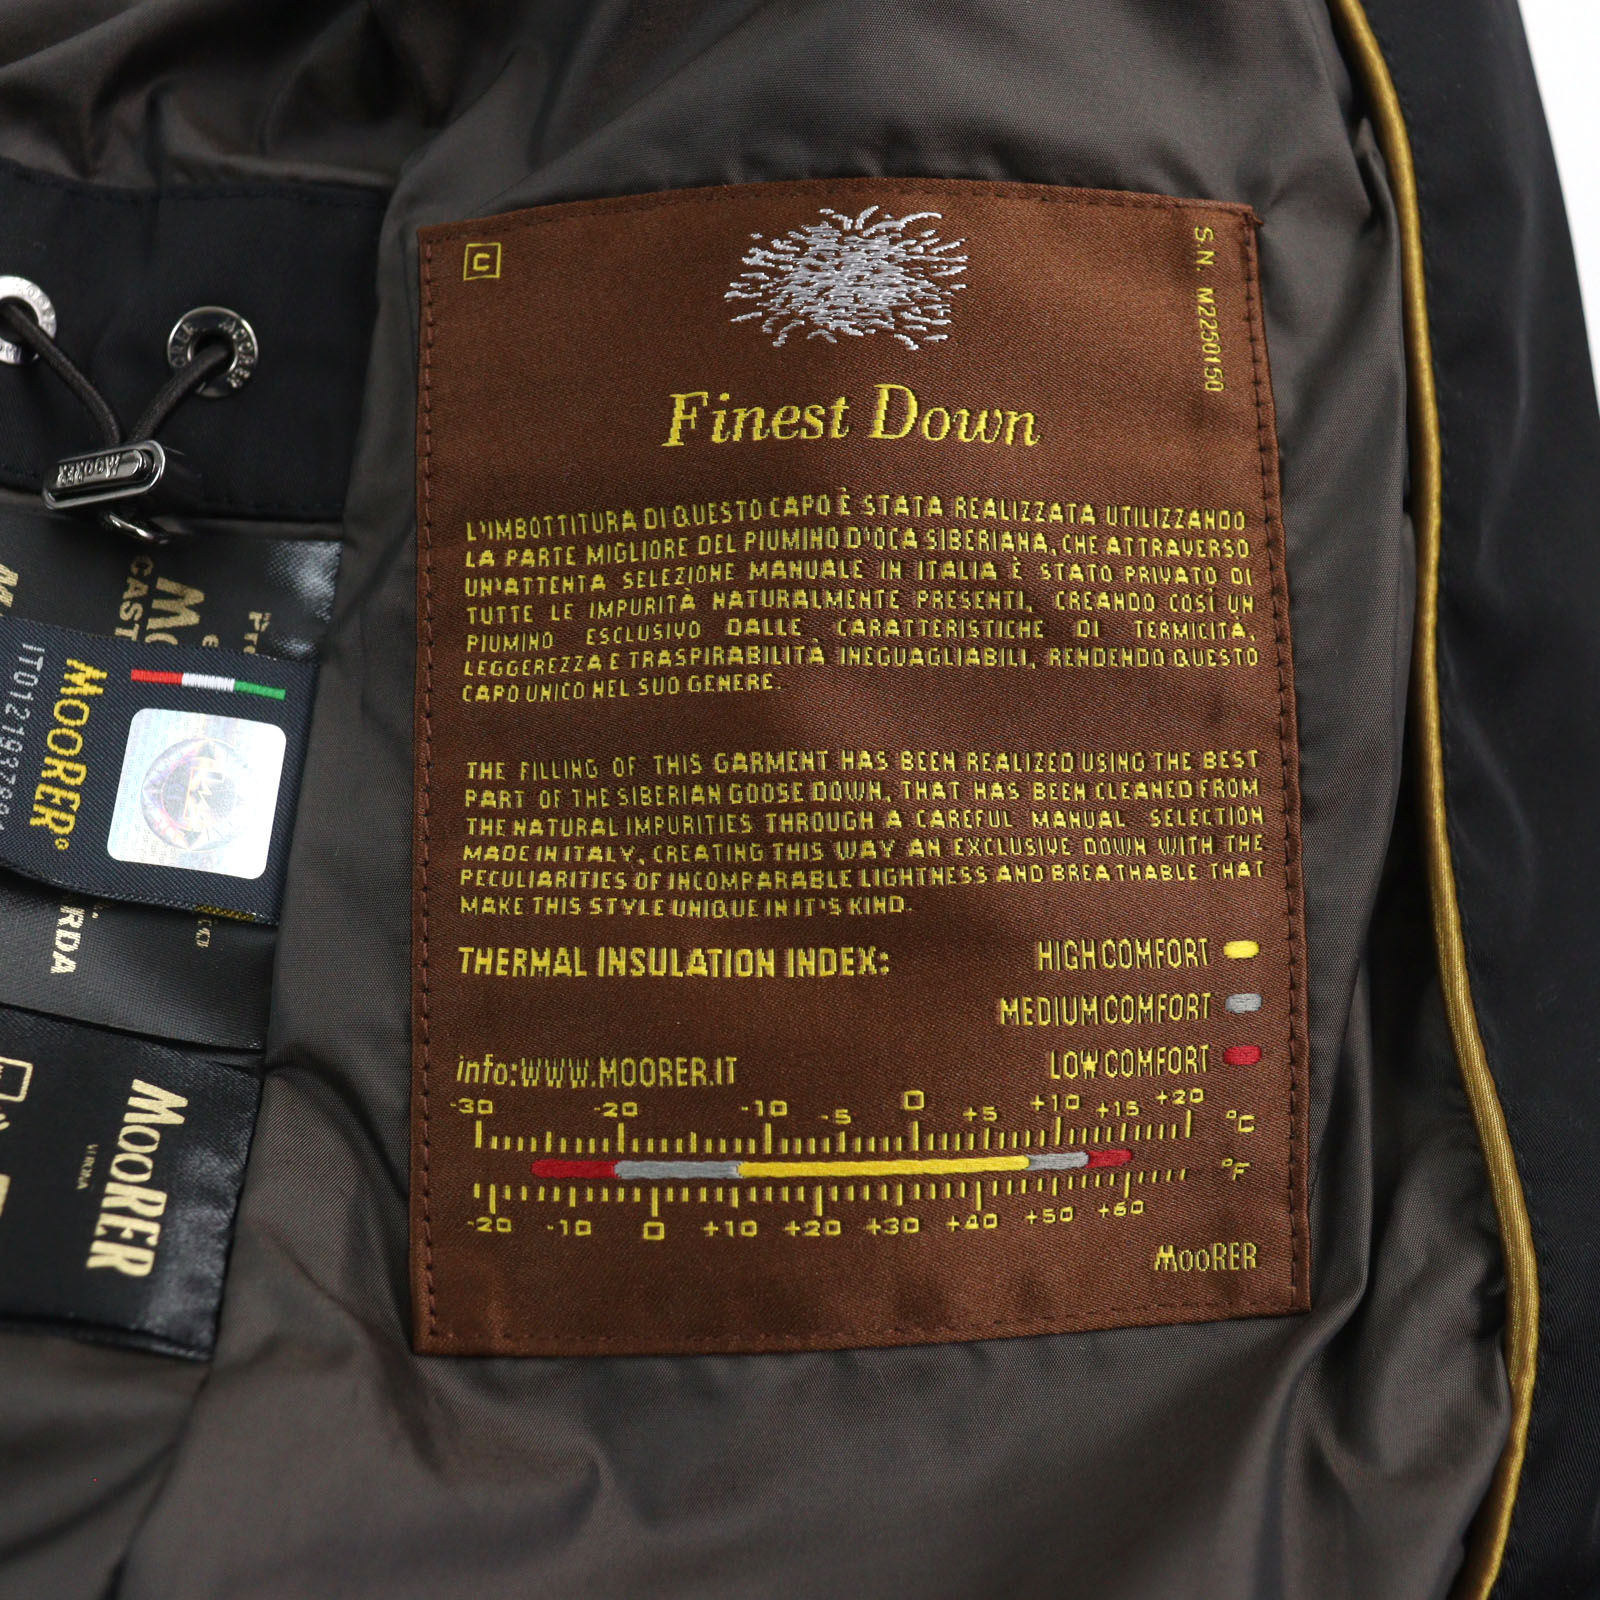 C
S.N. M2250150
Finest Down
L'IMBOTTITURA DI QUESTO CAPO È STATA REALIZZATA UTILIZZANDO
LA PARTE MIGLIORE DEL PIUMINO D'OCA SIBERIANA, CHE ATTRAVERSO
UN'ATTENTA SELEZIONE MANUALE IN ITALIA È STATO PRIVATO DI
TUTTE LE IMPURITÀ NATURALMENTE PRESENTI, CREANDO COSÌ UN
PIUMINO ESCLUSIVO DALLE CARATTERISTICHE DI TERMICITÀ,
LEGGEREZZA E TRASPIRABILITÀ INEGUAGLIABILI, RENDENDO QUESTO
CAPO UNICO NEL SUO GENERE.
THE FILLING OF THIS GARMENT HAS BEEN REALIZED USING THE BEST
PART OF THE SIBERIAN GOOSE DOWN, THAT HAS BEEN CLEANED FROM
THE NATURAL IMPURITIES THROUGH A CAREFUL MANUAL SELECTION
MADE IN ITALY, CREATING THIS WAY AN EXCLUSIVE DOWN WITH THE
PECULIARITIES OF INCOMPARABLE LIGHTNESS AND BREATHABLE THAT
MAKE THIS STYLE UNIQUE IN IT'S KIND.
THERMAL INSULATION INDEX:
HIGH COMFORT
MEDIUM COMFORT
LOW COMFORT
info:WWW.MOORER.IT
-30 -20 -10 -5 0 +5 +10 +15 +20 °C
°F
-20 -10 0 +10 +20 +30 +40 +50 +60
MOORER
MOORER
MOORER
MOORER
MOORER
VERONA